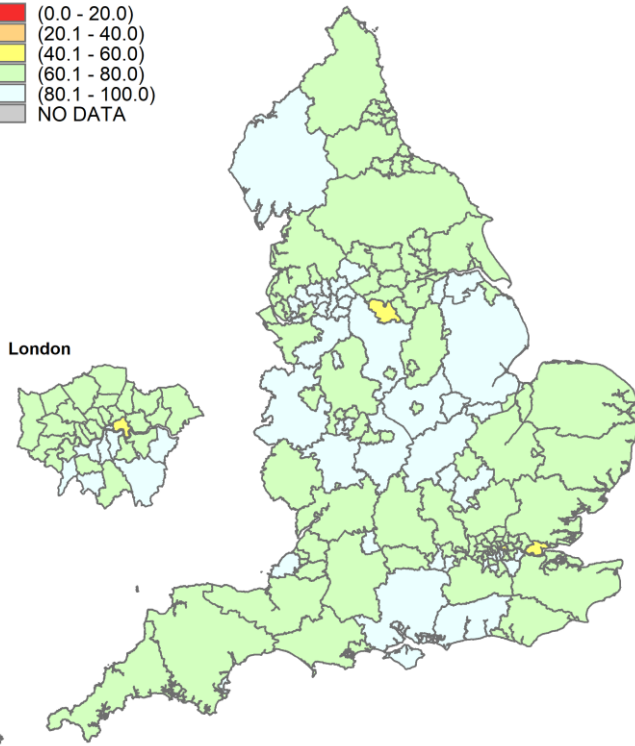 (0.0 - 20.0)
(20.1 - 40.0)
(40.1 - 60.0)
(60.1 - 80.0)
(80.1 - 100.0)
NO DATA
London